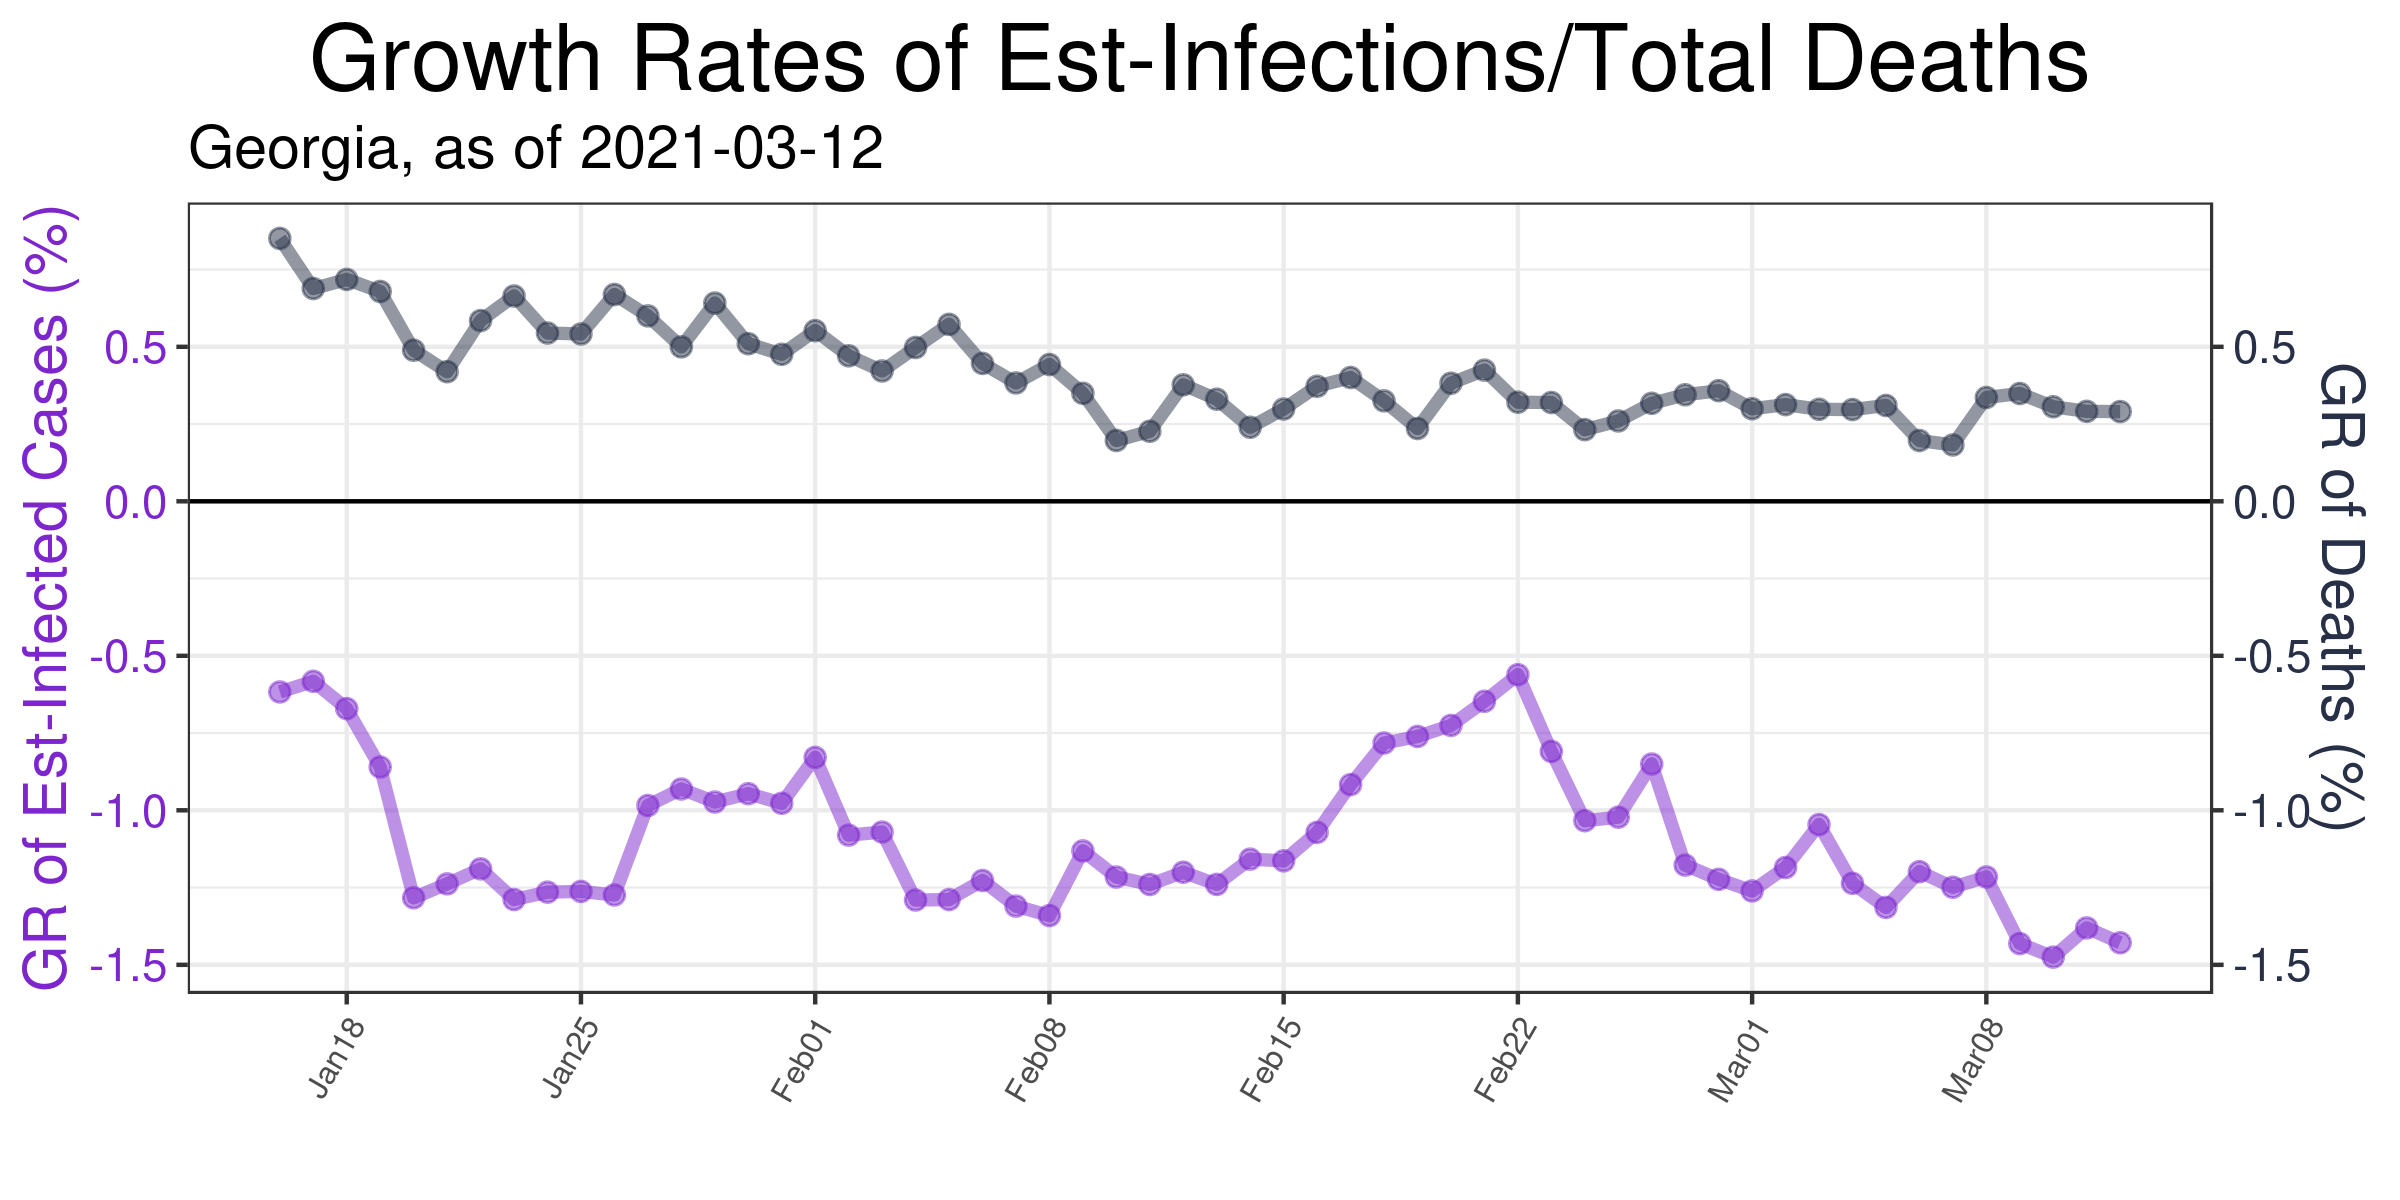 Growth Rates of Est-Infections/Total Deaths
Georgia, as of 2021-03-12
GR of Est-Infected Cases (%)
0.5
0.0
-0.5
-1.0
-1.5
0.5
0.0
-0.5
-1.0
-1.5
GR of Deaths (%)
Jan18
Jan25
Feb01
Feb08
Feb15
Feb22
Mar01
Mar08